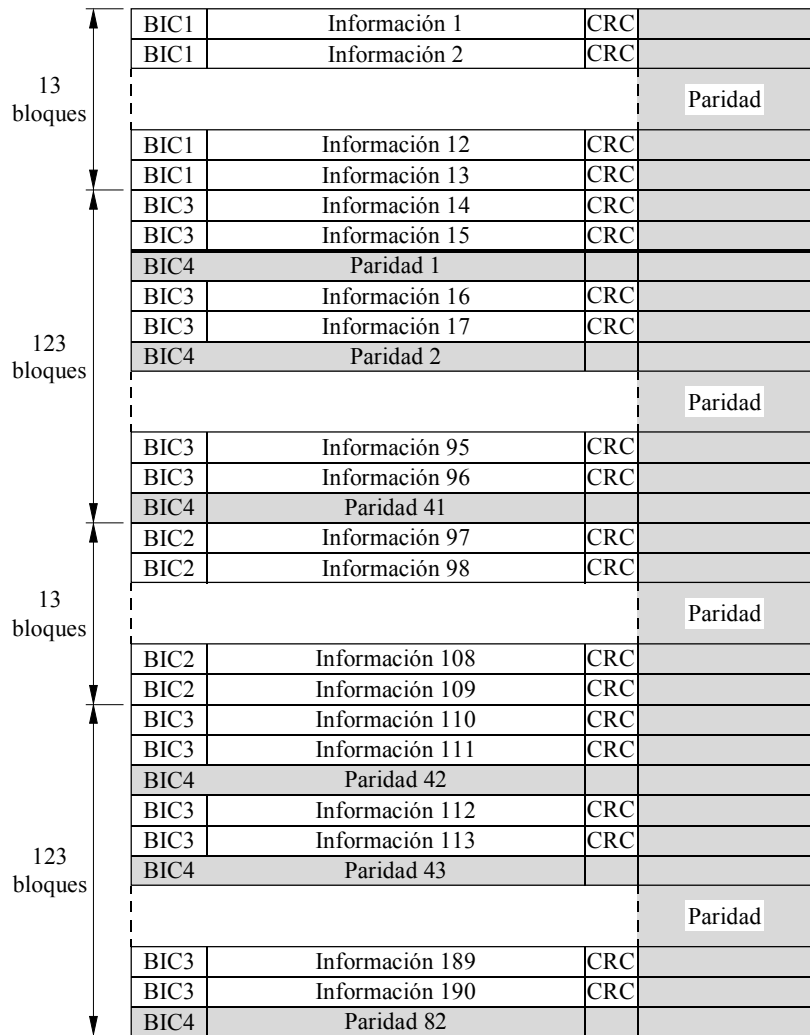 BIC1 Información 1 CRC
BIC1 Información 2 CRC
13
bloques
Paridad
BIC1 Información 12 CRC
BIC1 Información 13 CRC
BIC3 Información 14 CRC
BIC3 Información 15 CRC
BIC4 Paridad 1
BIC3 Información 16 CRC
BIC3 Información 17 CRC
BIC4 Paridad 2
123
bloques
Paridad
BIC3 Información 95 CRC
BIC3 Información 96 CRC
BIC4 Paridad 41
BIC2 Información 97 CRC
BIC2 Información 98 CRC
13
bloques
Paridad
BIC2 Información 108 CRC
BIC2 Información 109 CRC
BIC3 Información 110 CRC
BIC3 Información 111 CRC
BIC4 Paridad 42
BIC3 Información 112 CRC
BIC3 Información 113 CRC
BIC4 Paridad 43
123
bloques
Paridad
BIC3 Información 189 CRC
BIC3 Información 190 CRC
BIC4 Paridad 82